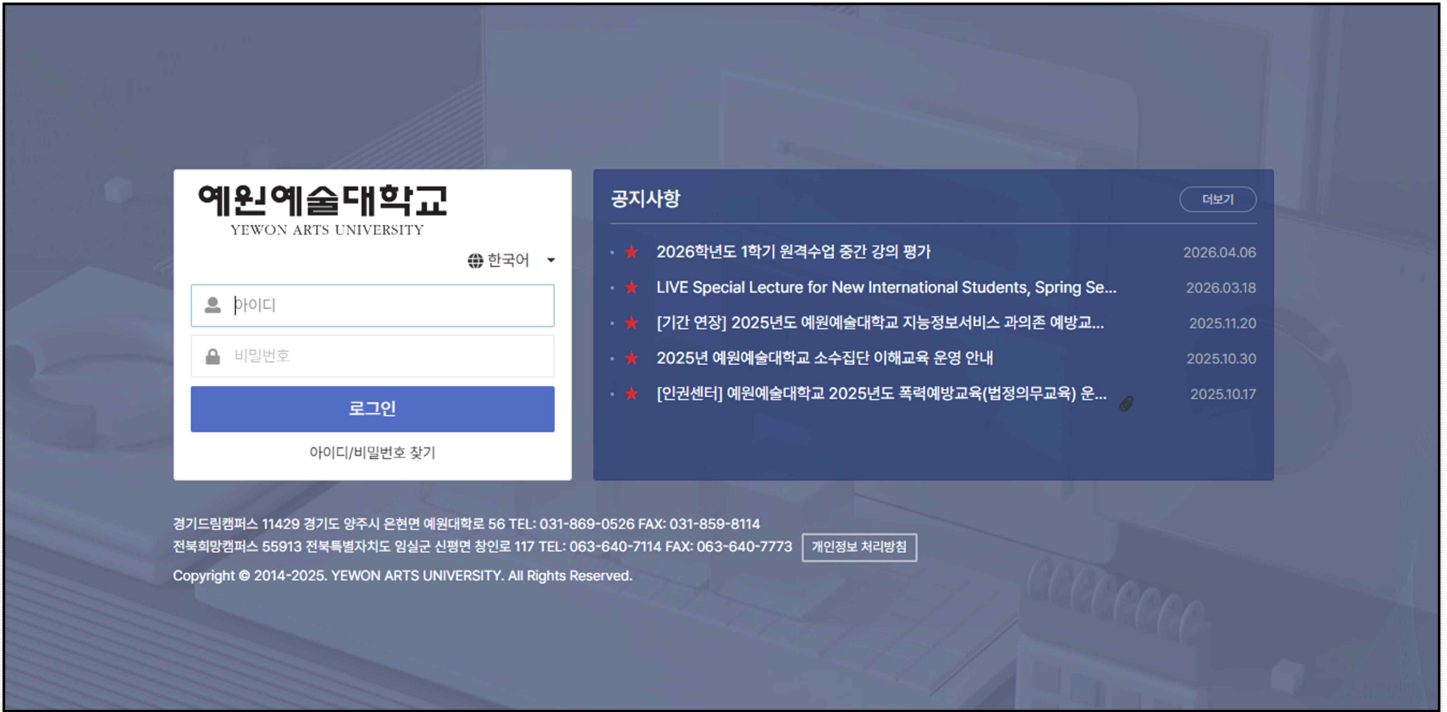 예원예술대학교
YEWON ARTS UNIVERSITY
한국어
아이디
비밀번호
로그인
아이디/비밀번호 찾기
공지사항
더보기
2026학년도 1학기 원격수업 중간 강의 평가 2026.04.06
LIVE Special Lecture for New International Students, Spring Se... 2026.03.18
[기간 연장] 2025년도 예원예술대학교 지능정보서비스 과의존 예방교... 2025.11.20
2025년 예원예술대학교 소수집단 이해교육 운영 안내 2025.10.30
[인권센터] 예원예술대학교 2025년도 폭력예방교육(법정의무교육) 운... 2025.10.17
경기드림캠퍼스 11429 경기도 양주시 은현면 예원대학로 56 TEL: 031-869-0526 FAX: 031-859-8114
전북희망캠퍼스 55913 전북특별자치도 임실군 신평면 창인로 117 TEL: 063-640-7114 FAX: 063-640-7773 개인정보 처리방침
Copyright © 2014-2025. YEWON ARTS UNIVERSITY. All Rights Reserved.